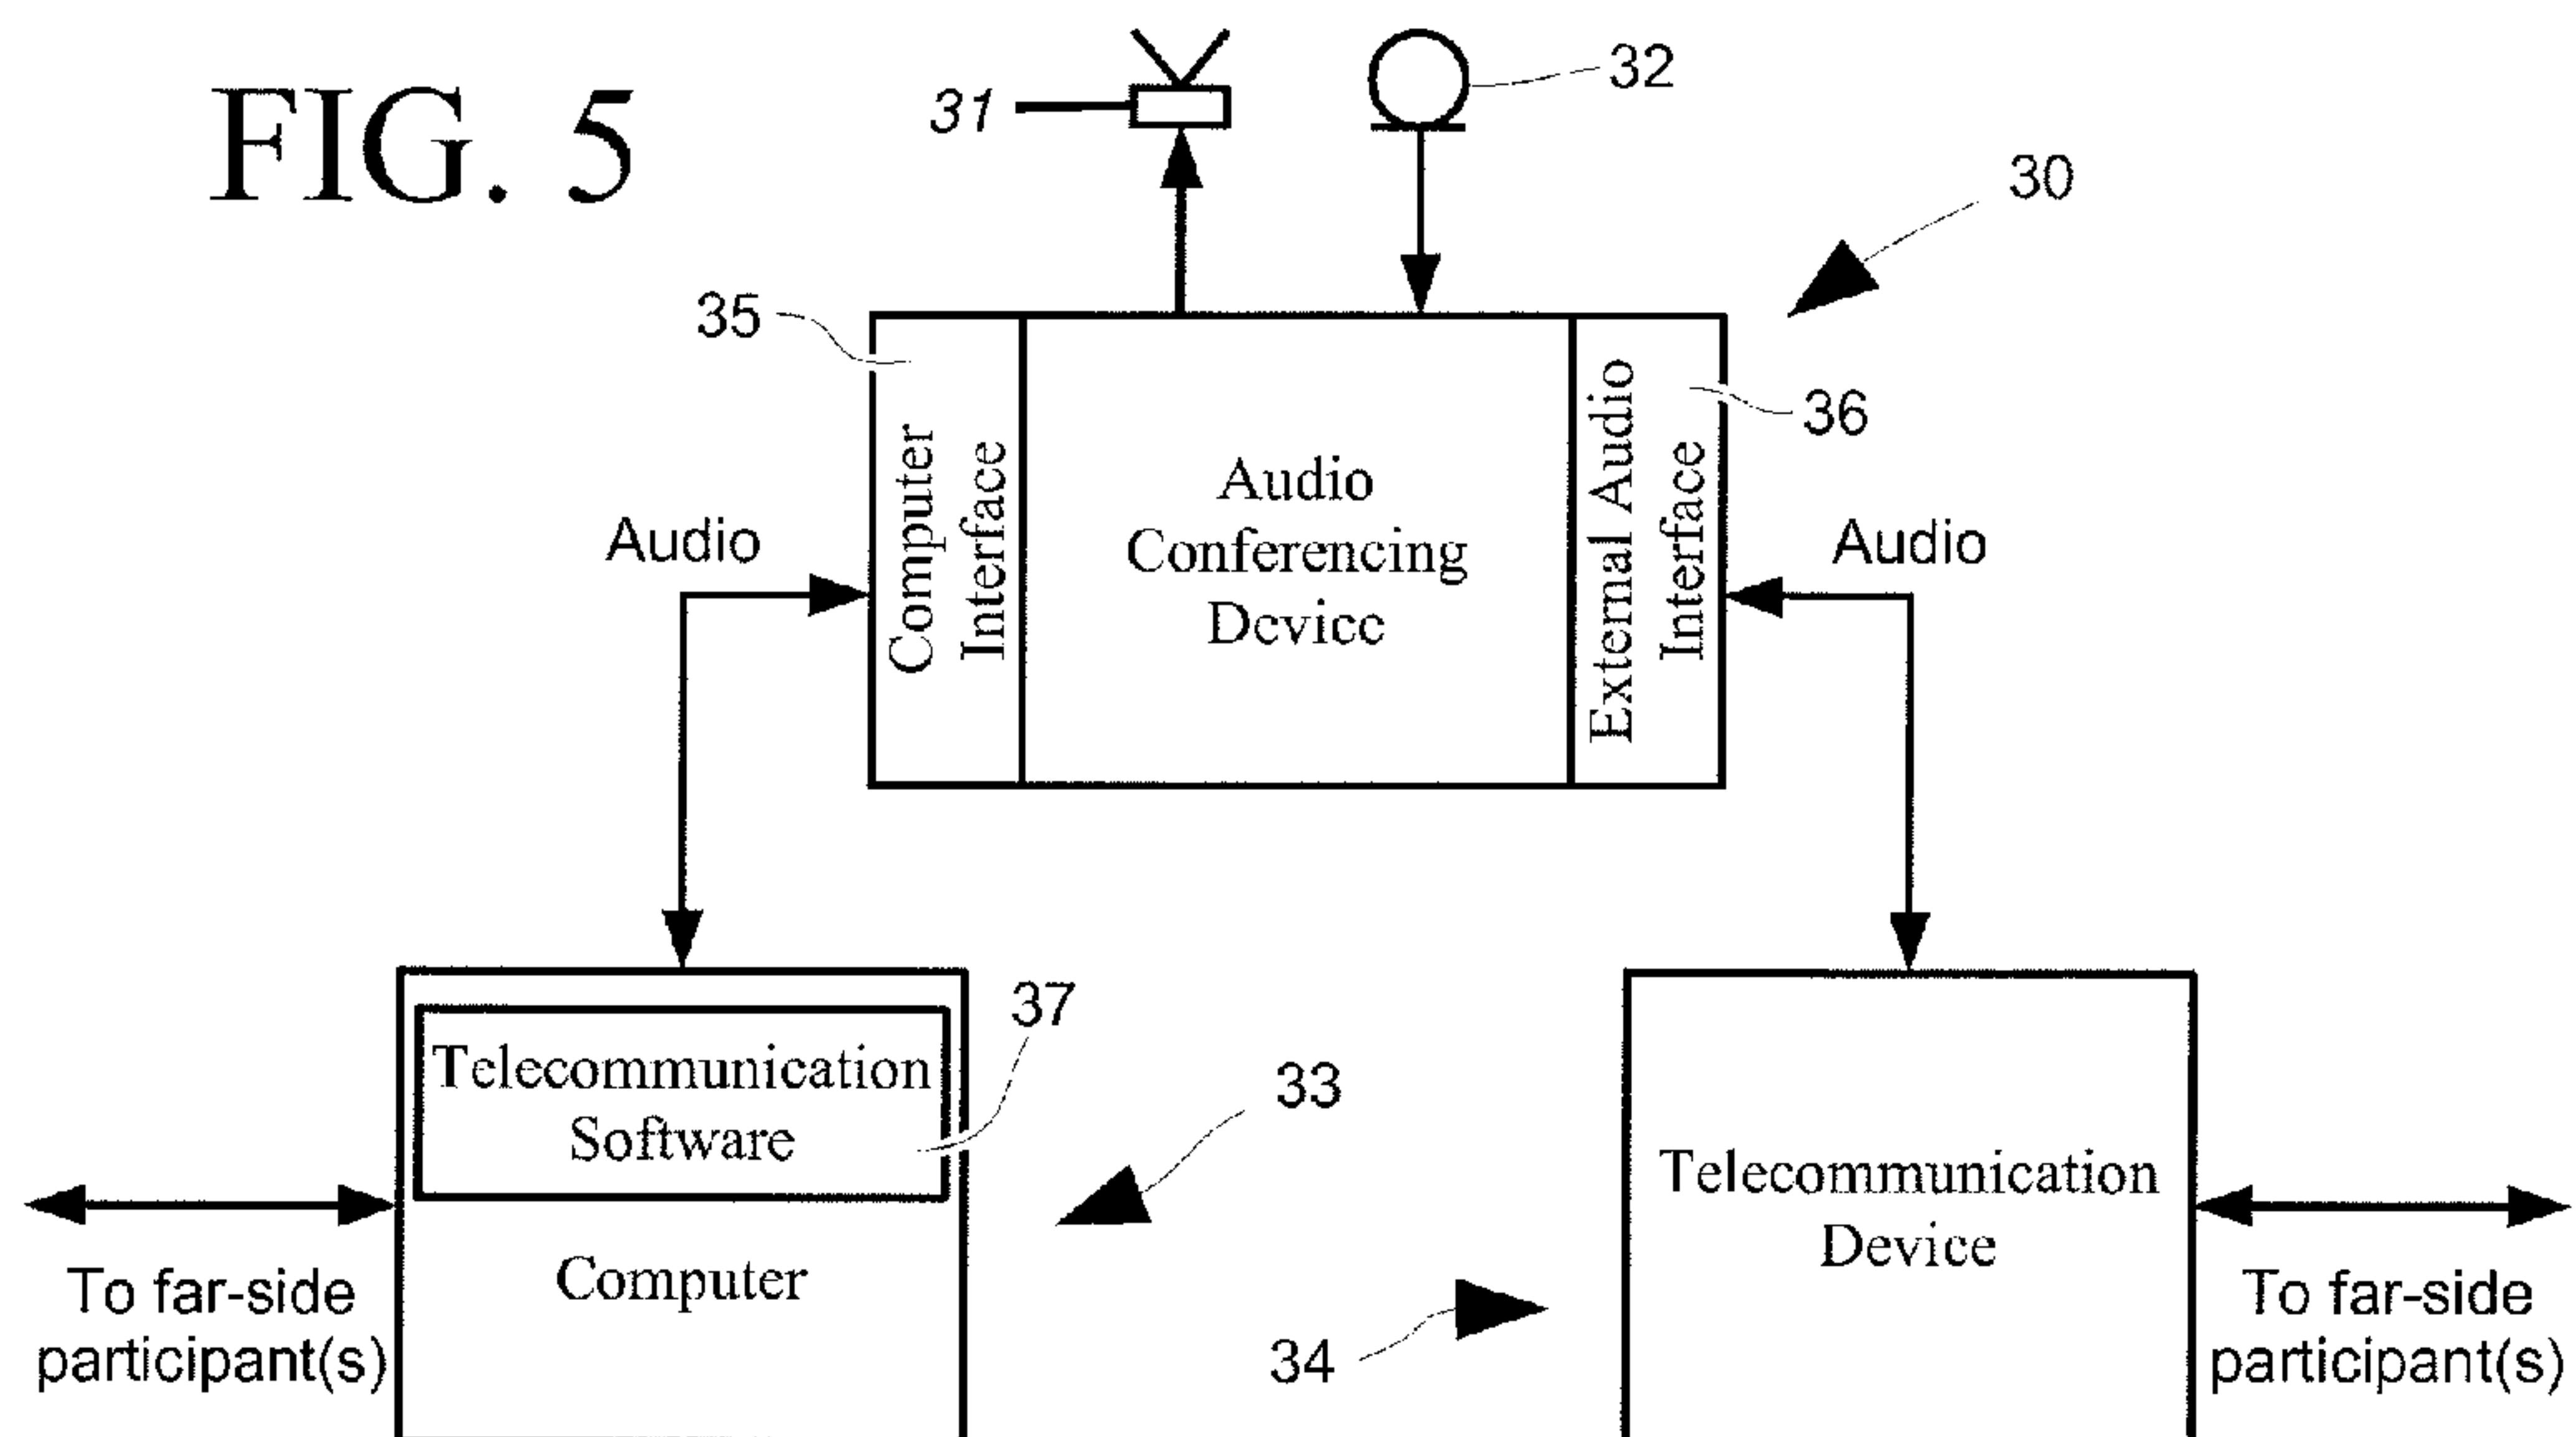 FIG. 5
31
32
30
35
36
Computer
Interface
Audio
Conferencing
Device
External Audio
Interface
Audio
Audio
37
Telecommunication
Software
33
Computer
To far-side
participant(s)
34
Telecommunication
Device
To far-side
participant(s)